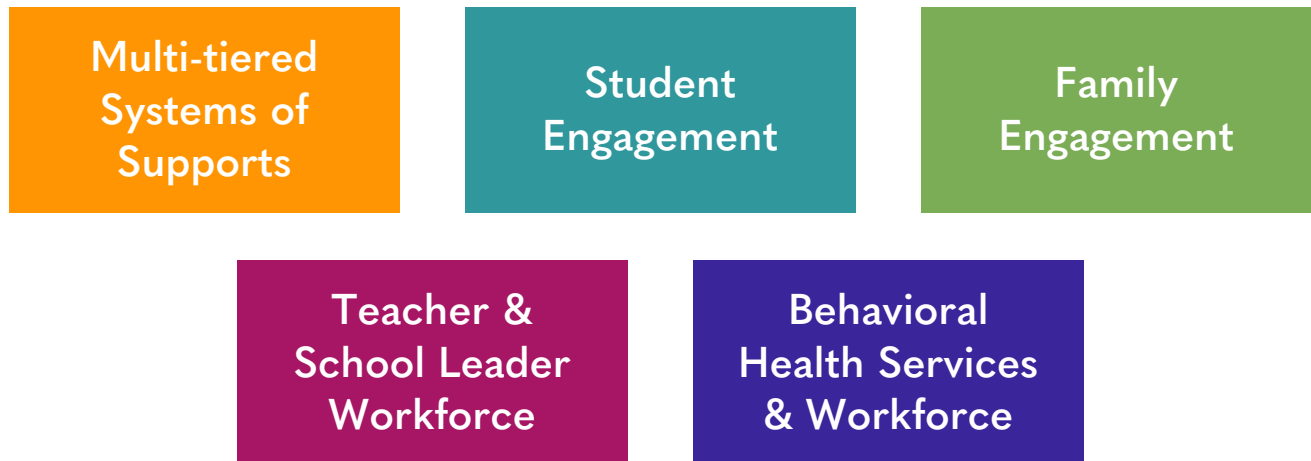 Multi-tiered
Systems of
Supports
Student
Engagement
Family
Engagement
Teacher &
School Leader
Workforce
Behavioral
Health Services
& Workforce